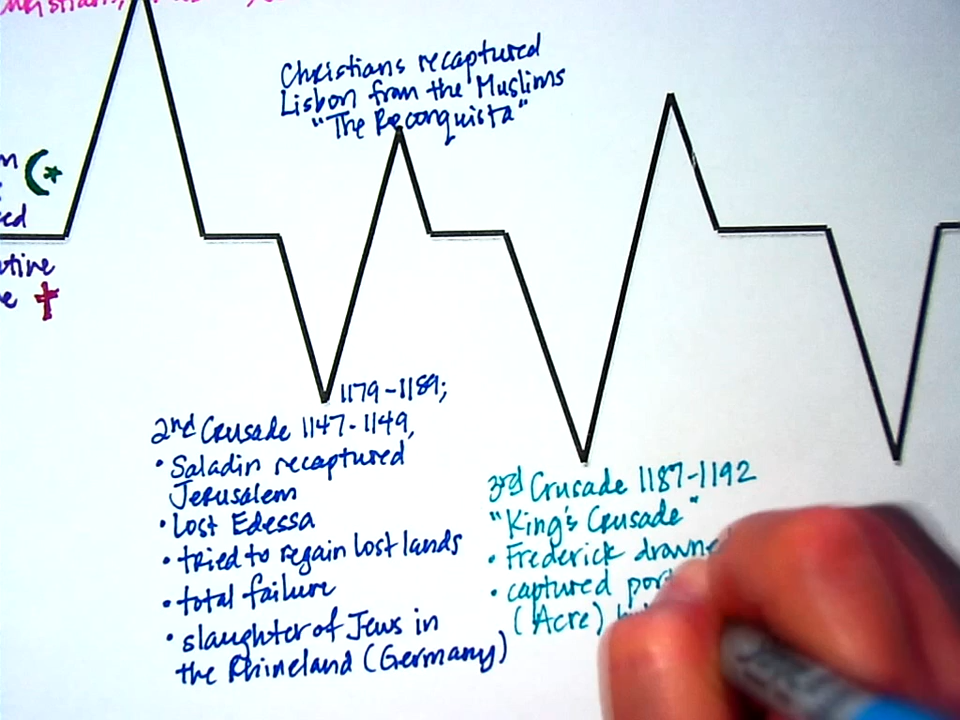 Christians recaptured
Lisbon from the Muslims
"The Reconquista"
1179-1189;
2nd Crusade 1147-1149,
• Saladin recaptured
Jerusalem
• Lost Edessa
• tried to regain lost lands
• total failure
• slaughter of Jews in
the Rhineland (Germany)
3rd Crusade 1187-1192
"King's Crusade"
• Frederick drowne
• captured port
(Acre)